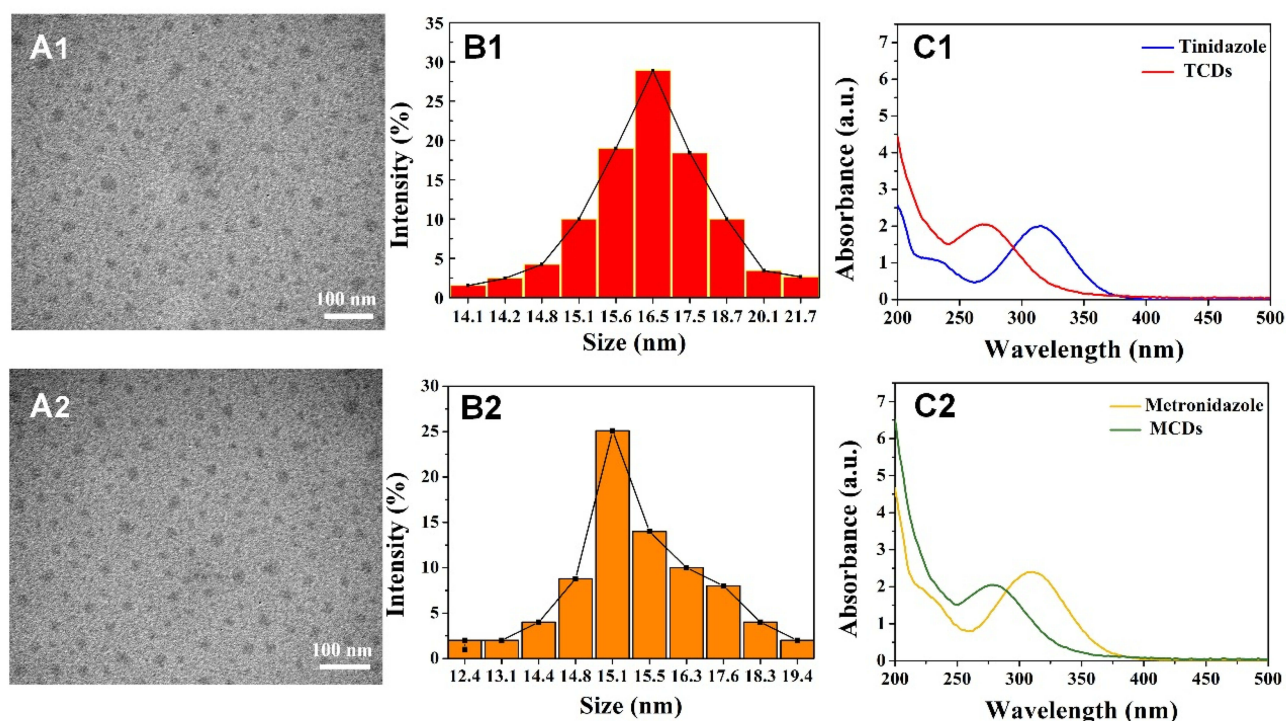 A1
100 nm
B1
35
30
25
20
15
10
5
0
Intensity (%)
14.1 14.2 14.8 15.1 15.6 16.5 17.5 18.7 20.1 21.7
Size (nm)
C1
Tinidazole
TCDs
7
6
5
4
3
2
1
0
Absorbance (a.u.)
200 250 300 350 400 450 500
Wavelength (nm)
A2
100 nm
B2
30
25
20
15
10
5
0
Intensity (%)
12.4 13.1 14.4 14.8 15.1 15.5 16.3 17.6 18.3 19.4
Size (nm)
C2
Metronidazole
MCDs
7
6
5
4
3
2
1
0
Absorbance (a.u.)
200 250 300 350 400 450 500
Wavelength (nm)